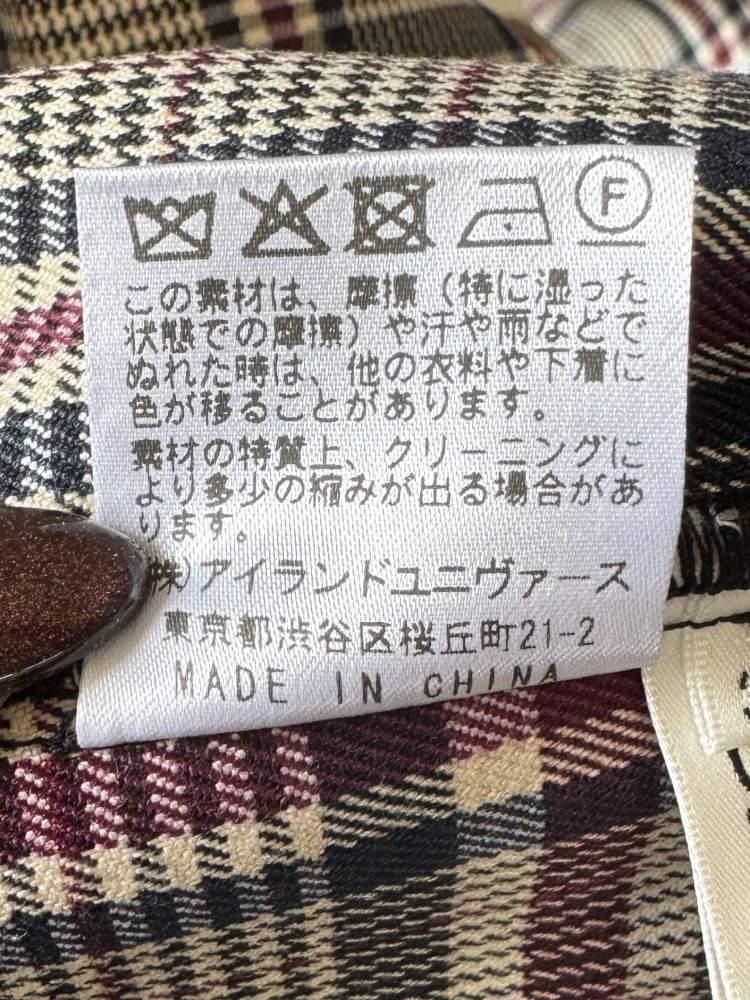 F
この素材は、摩擦（特に湿った
状態での摩擦）や汗や雨などで
ぬれた時は、他の衣料や下着に
色が移ることがあります。
素材の特質上、クリーニングに
より多少の縮みが出る場合があ
ります。
株)アイランドユニヴァース
東京都渋谷区桜丘町21-2
MADE IN CHINA